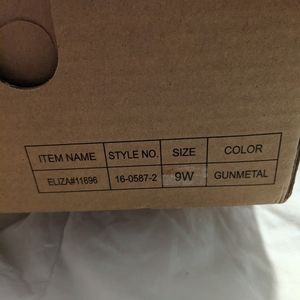 ITEM NAME STYLE NO. SIZE COLOR
ELIZA#11696 16-0587-2 9W GUNMETAL